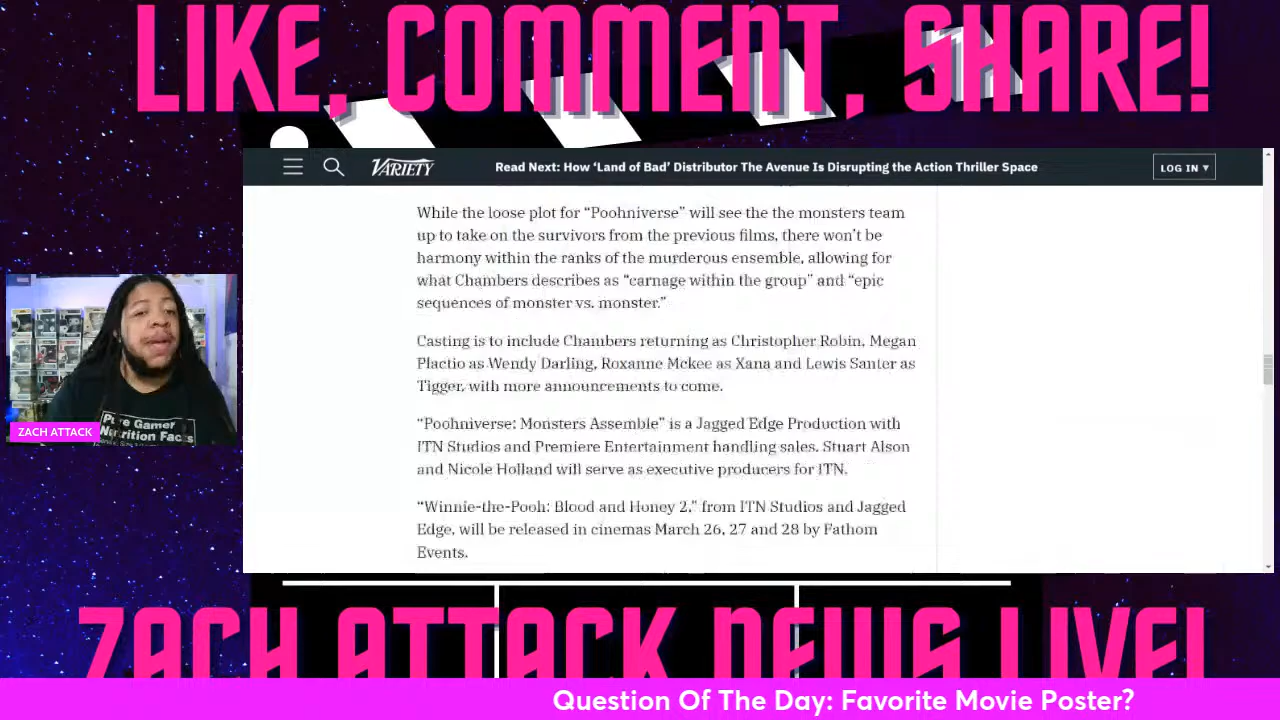 LIKE, COMMENT, SHARE!
VARIETY
Read Next: How ‘Land of Bad’ Distributor The Avenue Is Disrupting the Action Thriller Space
LOG IN
While the loose plot for “Poohniverse” will see the the monsters team
up to take on the survivors from the previous films, there won’t be
harmony within the ranks of the murderous ensemble, allowing for
what Chambers describes as “carnage within the group” and “epic
sequences of monster vs. monster.”
Casting is to include Chambers returning as Christopher Robin, Megan
Plactio as Wendy Darling, Roxanne Mckee as Xana and Lewis Santer as
Tigger, with more announcements to come.
“Poohniverse: Monsters Assemble” is a Jagged Edge Production with
ITN Studios and Premiere Entertainment handling sales. Stuart Alson
and Nicole Holland will serve as executive producers for ITN.
“Winnie-the-Pooh: Blood and Honey 2,” from ITN Studios and Jagged
Edge, will be released in cinemas March 26, 27 and 28 by Fathom
Events.
Pure Gamer
Nutrition Facts
ZACH ATTACK
ZACH ATTACK NEWS LIVE!
Question Of The Day: Favorite Movie Poster?